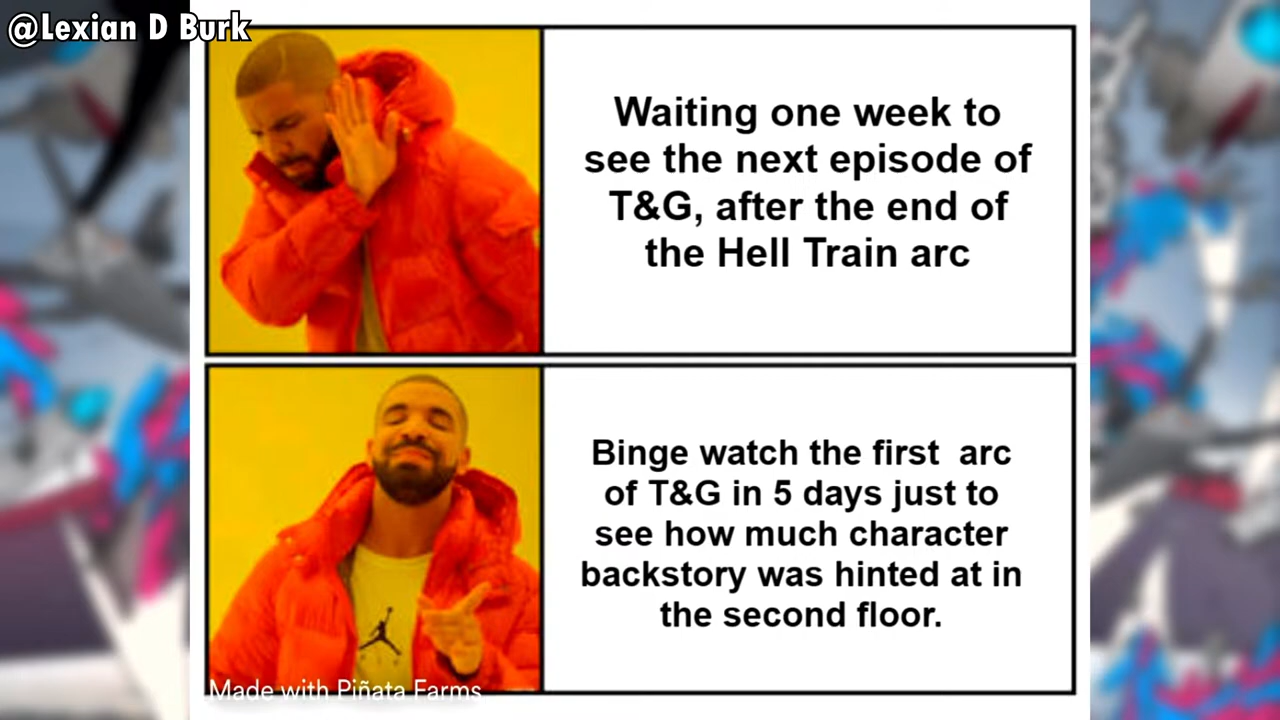 @Lexian D Burk
Waiting one week to
see the next episode of
T&G, after the end of
the Hell Train arc
Binge watch the first  arc
of T&G in 5 days just to
see how much character
backstory was hinted at in
the second floor.
Made with Piñata Farms